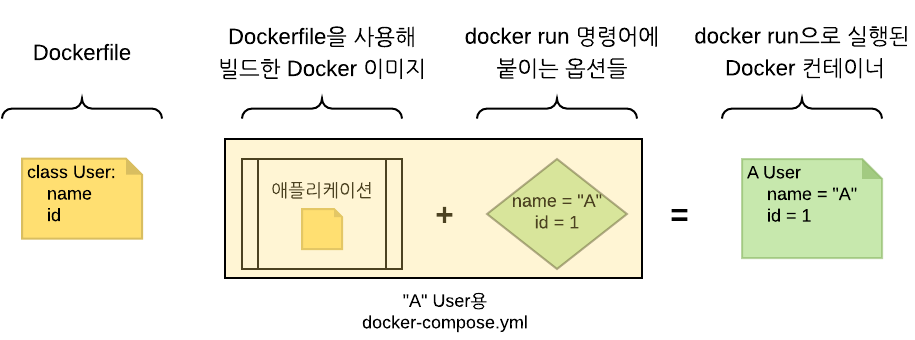 Dockerfile
Dockerfile을 사용해
빌드한 Docker 이미지
docker run 명령어에
붙이는 옵션들
docker run으로 실행된
Docker 컨테이너
class User:
name
id
애플리케이션
+
name = "A"
id = 1
=
A User
name = "A"
id = 1
"A" User용
docker-compose.yml